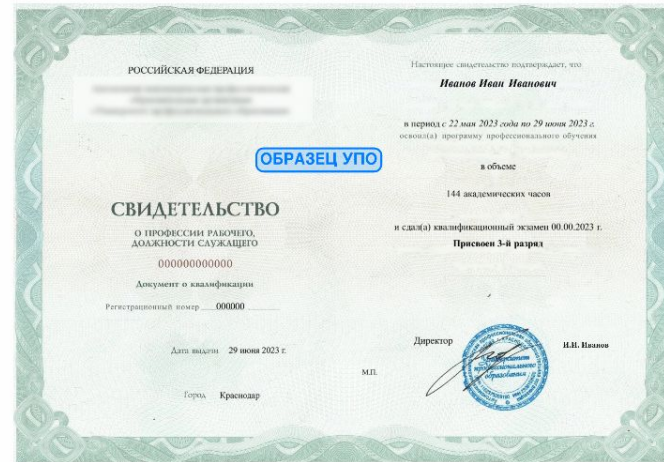 РОССИЙСКАЯ ФЕДЕРАЦИЯ
ОБРАЗЕЦ УПО
СВИДЕТЕЛЬСТВО
О ПРОФЕССИИ РАБОЧЕГО,
ДОЛЖНОСТИ СЛУЖАЩЕГО
000000000000
Документ о квалификации
Регистрационный номер 000000
Дата выдачи 29 июня 2023 г.
Город Краснодар
М.П.
Настоящее свидетельство подтверждает, что
Иванов Иван Иванович
в период с 22 мая 2023 года по 29 июня 2023 г.
освоил(а) программу профессионального обучения
в объеме
144 академических часов
и сдал(а) квалификационный экзамен 00.00.2023 г.
Присвоен 3-й разряд
Директор
И.И. Иванов
Университет
профессионального
образования